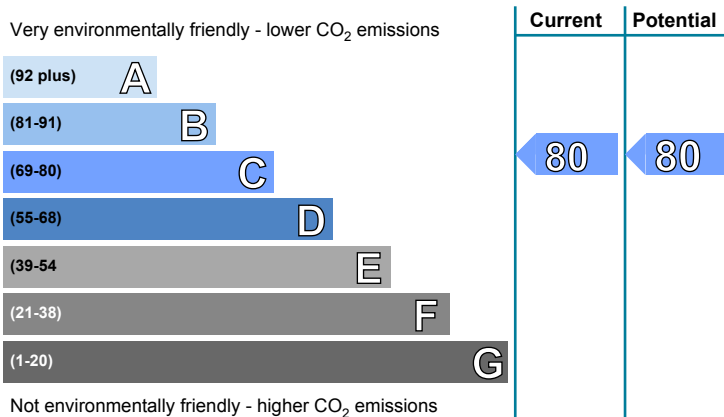 Very environmentally friendly - lower CO2 emissions
Current
Potential
(92 plus) A
(81-91) B
(69-80) C
80
80
(55-68) D
(39-54 E
(21-38) F
(1-20) G
Not environmentally friendly - higher CO2 emissions